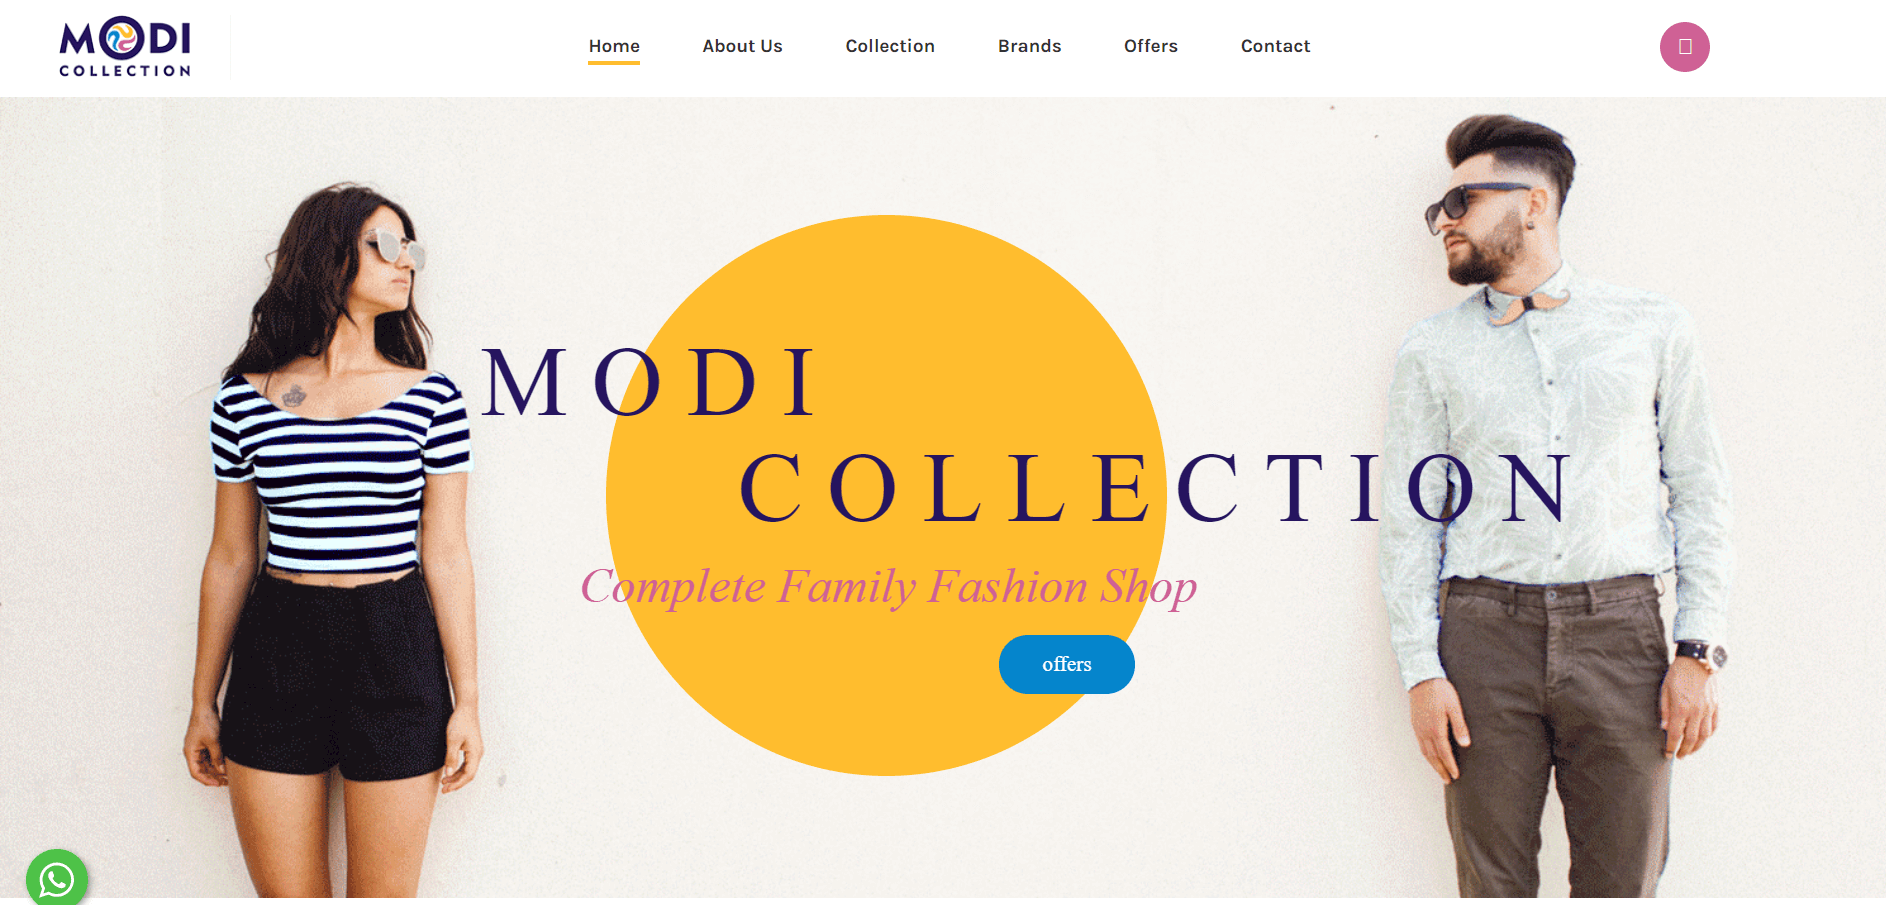 MODI
COLLECTION
Home
About Us
Collection
Brands
Offers
Contact
MODI
COLLECTION
Complete Family Fashion Shop
offers